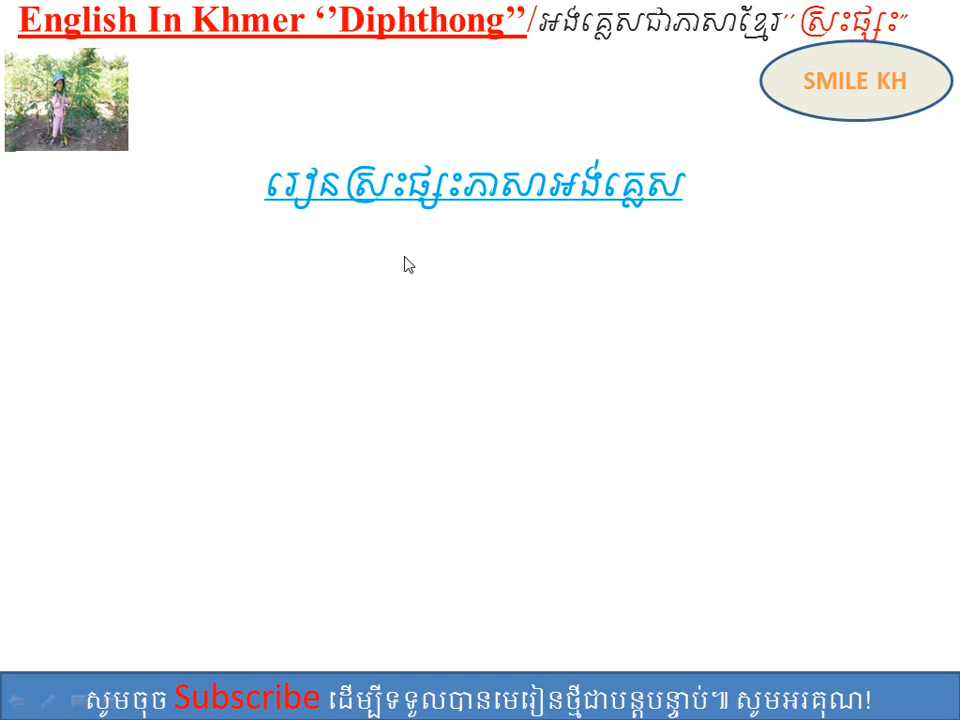 English In Khmer ‘’Diphthong’’/អង់គ្លេសជាភាសាខ្មែរ‘‘ស្រះផ្សះ’’
SMILE KH
រៀនស្រះផ្សះភាសាអង់គ្លេស
សូមចុច Subscribe ដើម្បីទទួលបានមេរៀនថ្មីជាបន្តបន្ទាប់៕ សូមអរគុណ!